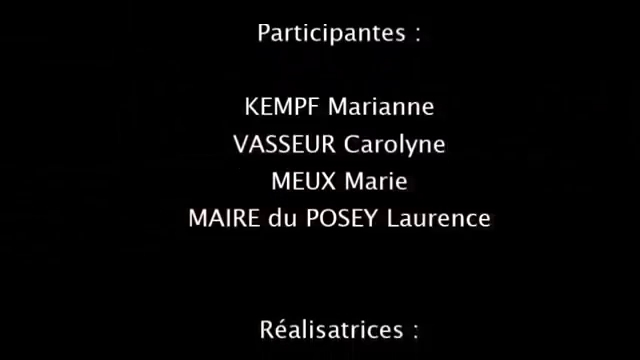 Participantes :
KEMPF Marianne
VASSEUR Carolyne
MEUX Marie
MAIRE du POSEY Laurence
Réalisatrices :